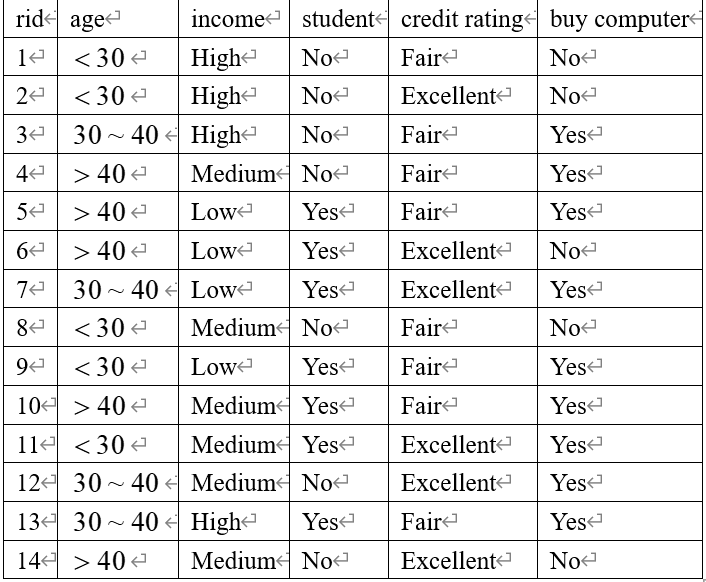 rid age income student credit rating buy computer
1 < 30 High No Fair No
2 < 30 High No Excellent No
3 30 ~ 40 High No Fair Yes
4 > 40 Medium No Fair Yes
5 > 40 Low Yes Fair Yes
6 > 40 Low Yes Excellent No
7 30 ~ 40 Low Yes Excellent Yes
8 < 30 Medium No Fair No
9 < 30 Low Yes Fair Yes
10 > 40 Medium Yes Fair Yes
11 < 30 Medium Yes Excellent Yes
12 30 ~ 40 Medium No Excellent Yes
13 30 ~ 40 High Yes Fair Yes
14 > 40 Medium No Excellent No